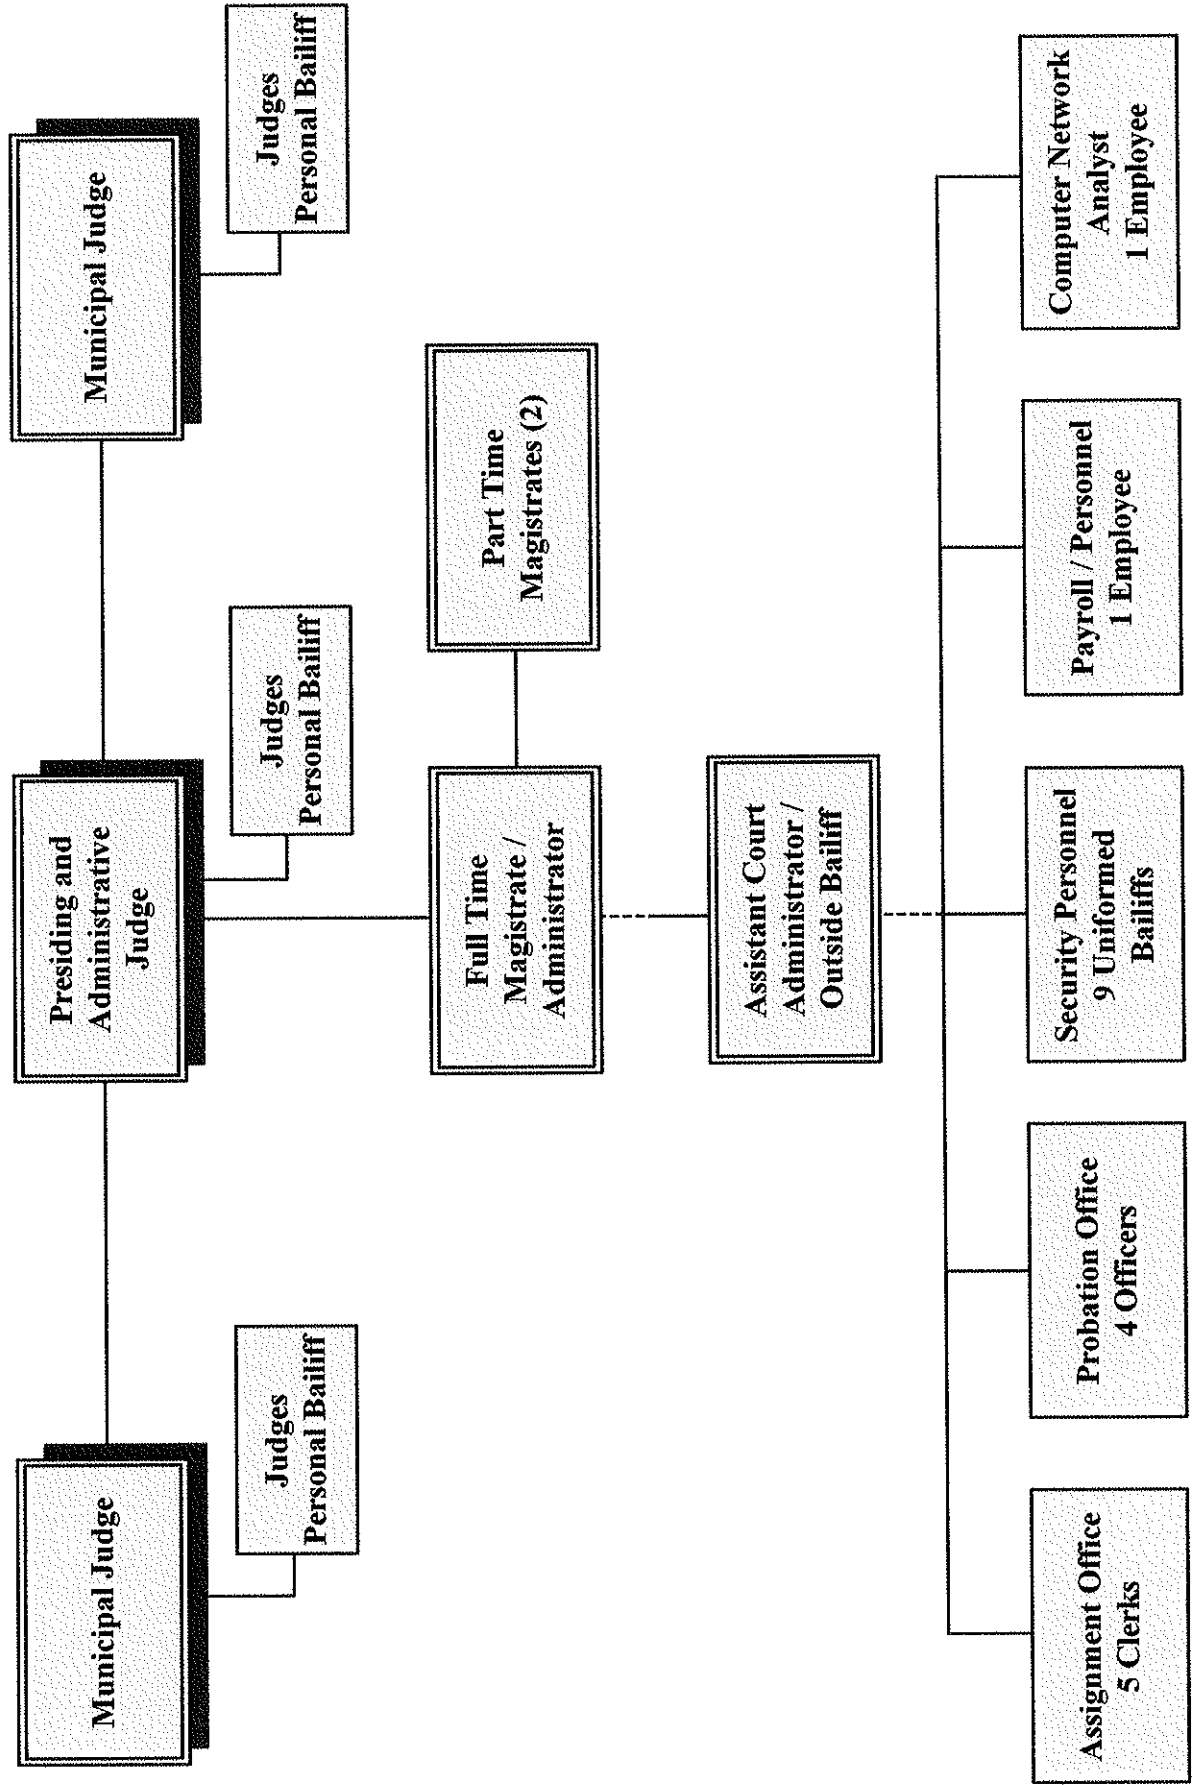 Municipal Judge
Presiding and
Administrative
Judge
Municipal Judge
Judges
Personal Bailiff
Judges
Personal Bailiff
Judges
Personal Bailiff
Full Time
Magistrate /
Administrator
Part Time
Magistrates (2)
Assistant Court
Administrator /
Outside Bailiff
Assignment Office
5 Clerks
Probation Office
4 Officers
Security Personnel
9 Uniformed
Bailiffs
Payroll / Personnel
1 Employee
Computer Network
Analyst
1 Employee